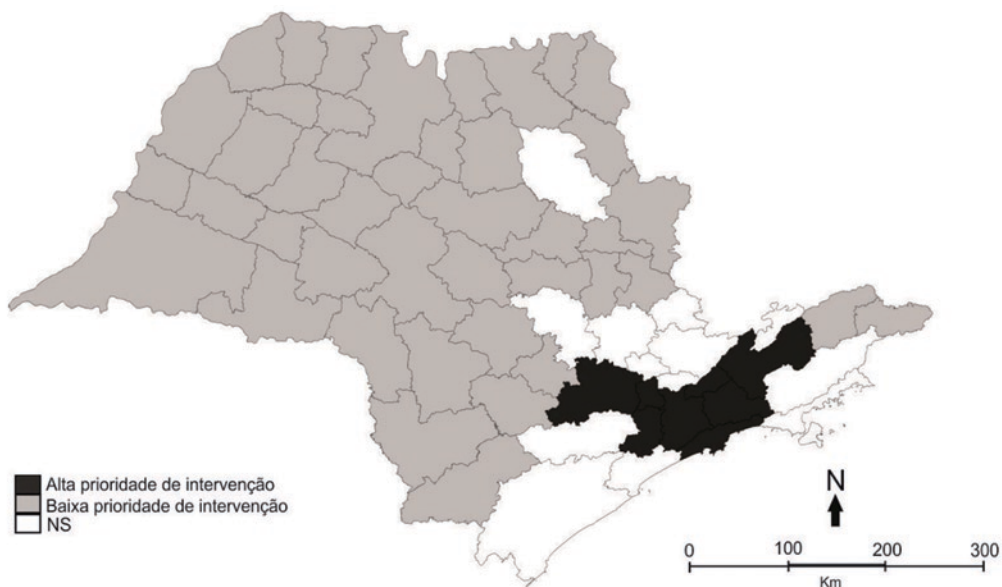 Alta prioridade de intervenção
Baixa prioridade de intervenção
NS
N
0 100 200 300
Km